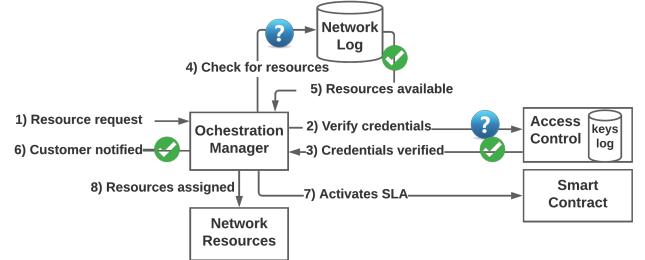 Network
Log
4) Check for resources
5) Resources available
1) Resource request
Ochestration
Manager
2) Verify credentials
Access
Control
keys
log
6) Customer notified
3) Credentials verified
8) Resources assigned
7) Activates SLA
Smart
Contract
Network
Resources